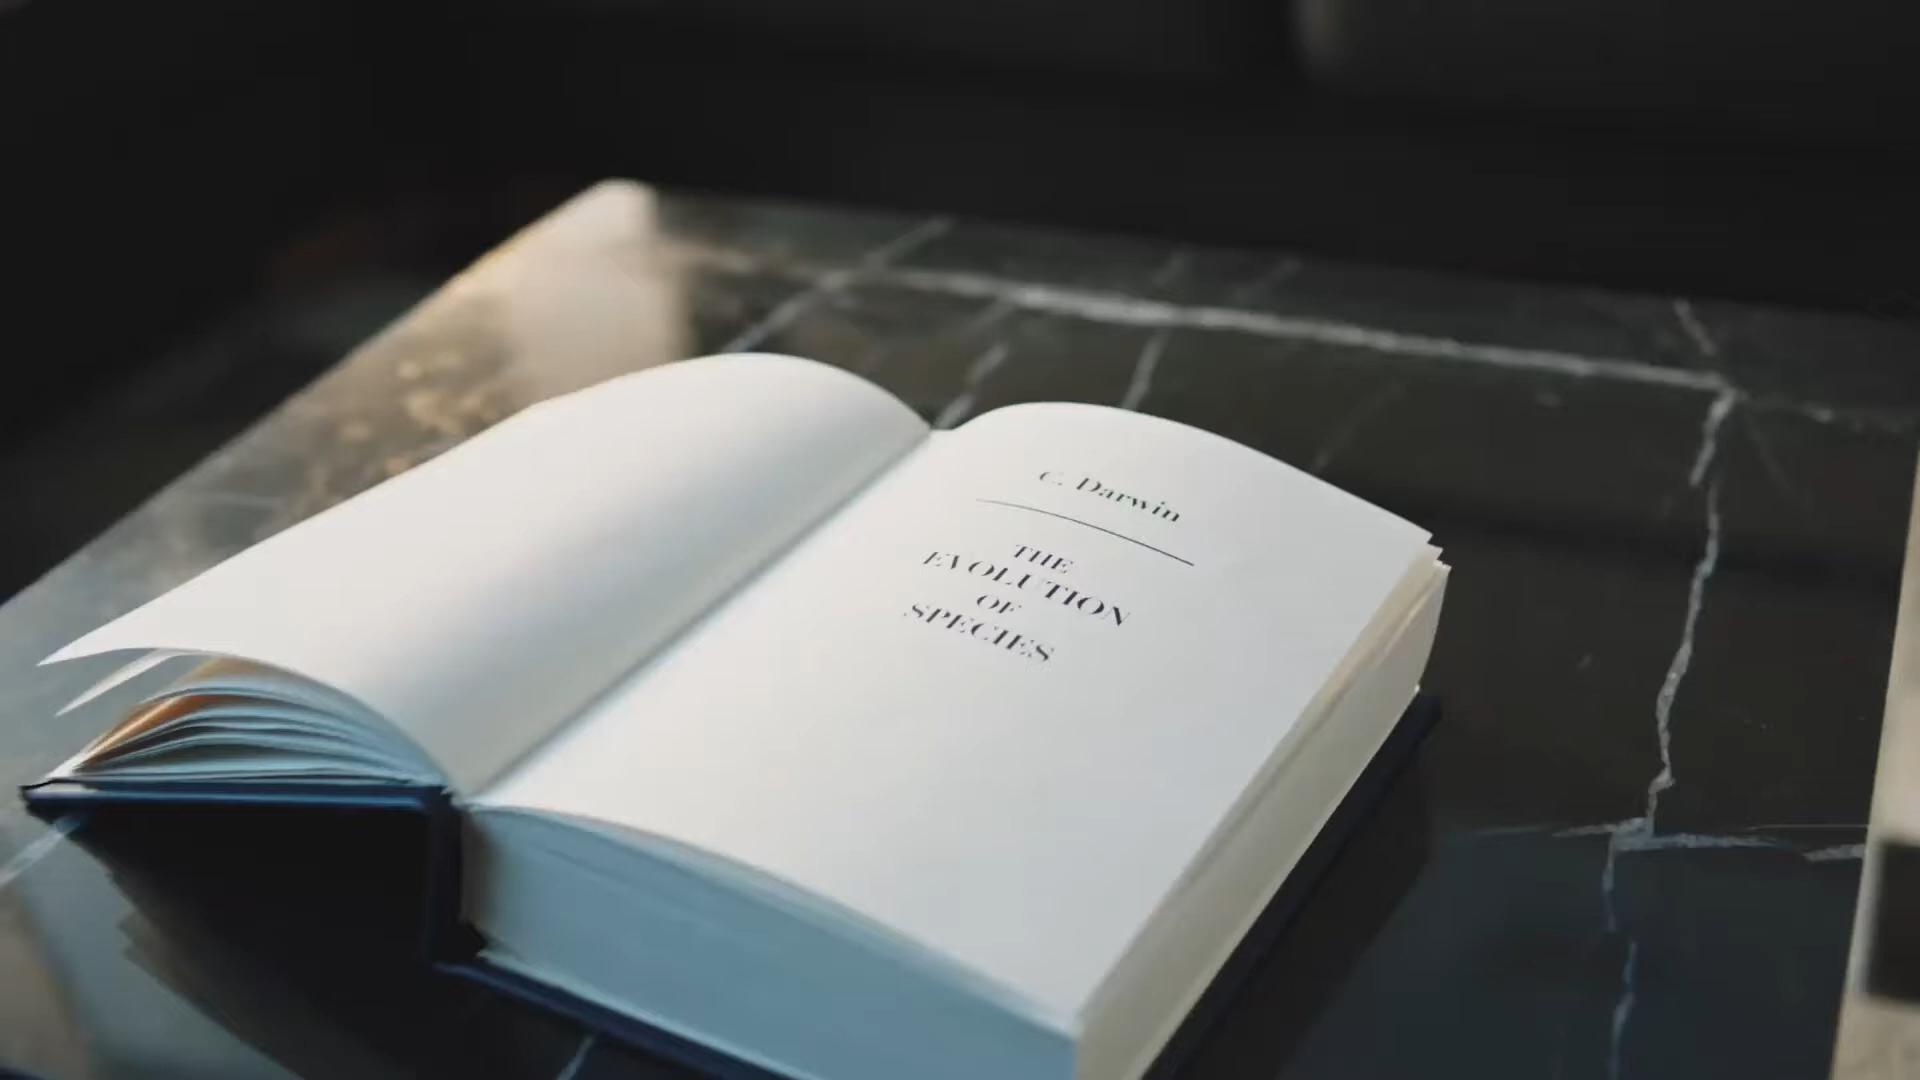 C. Darwin
THE
EVOLUTION
OF
SPECIES